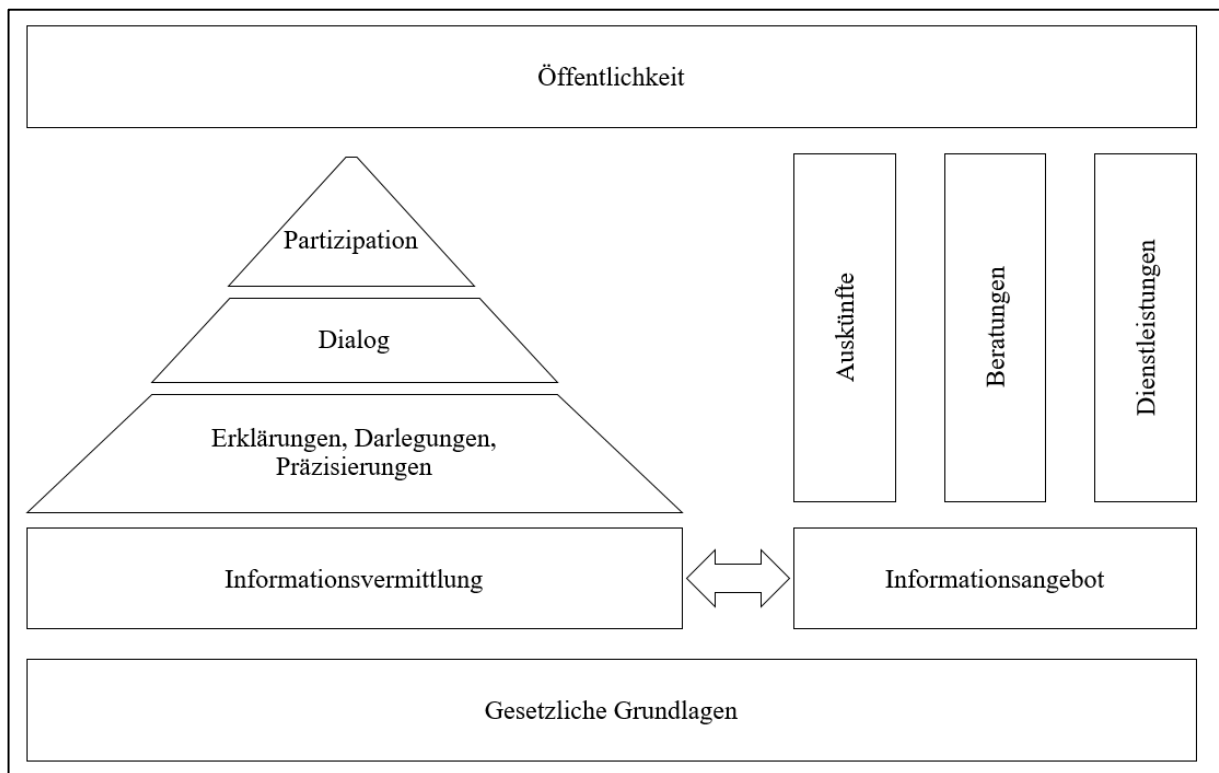 Öffentlichkeit
Partizipation
Dialog
Erklärungen, Darlegungen,
Präzisierungen
Auskünfte
Beratungen
Dienstleistungen
Informationsvermittlung
Informationsangebot
Gesetzliche Grundlagen